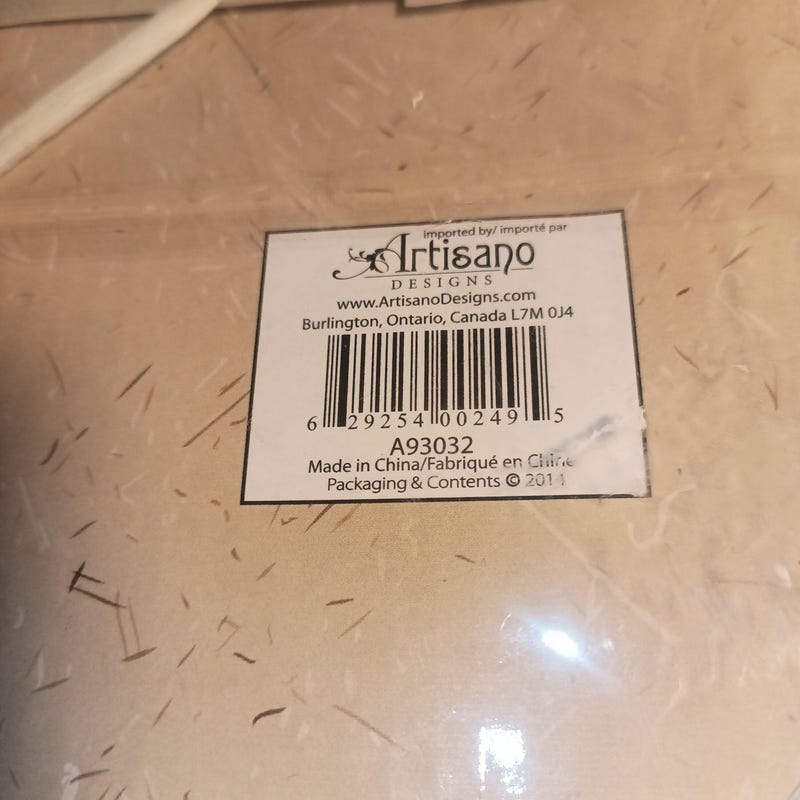 imported by/ importé par
Artisano
DESIGNS
www.ArtisanoDesigns.com
Burlington, Ontario, Canada L7M 0J4
6 29254 00249 5
A93032
Made in China/Fabriqué en Chine
Packaging & Contents © 2014